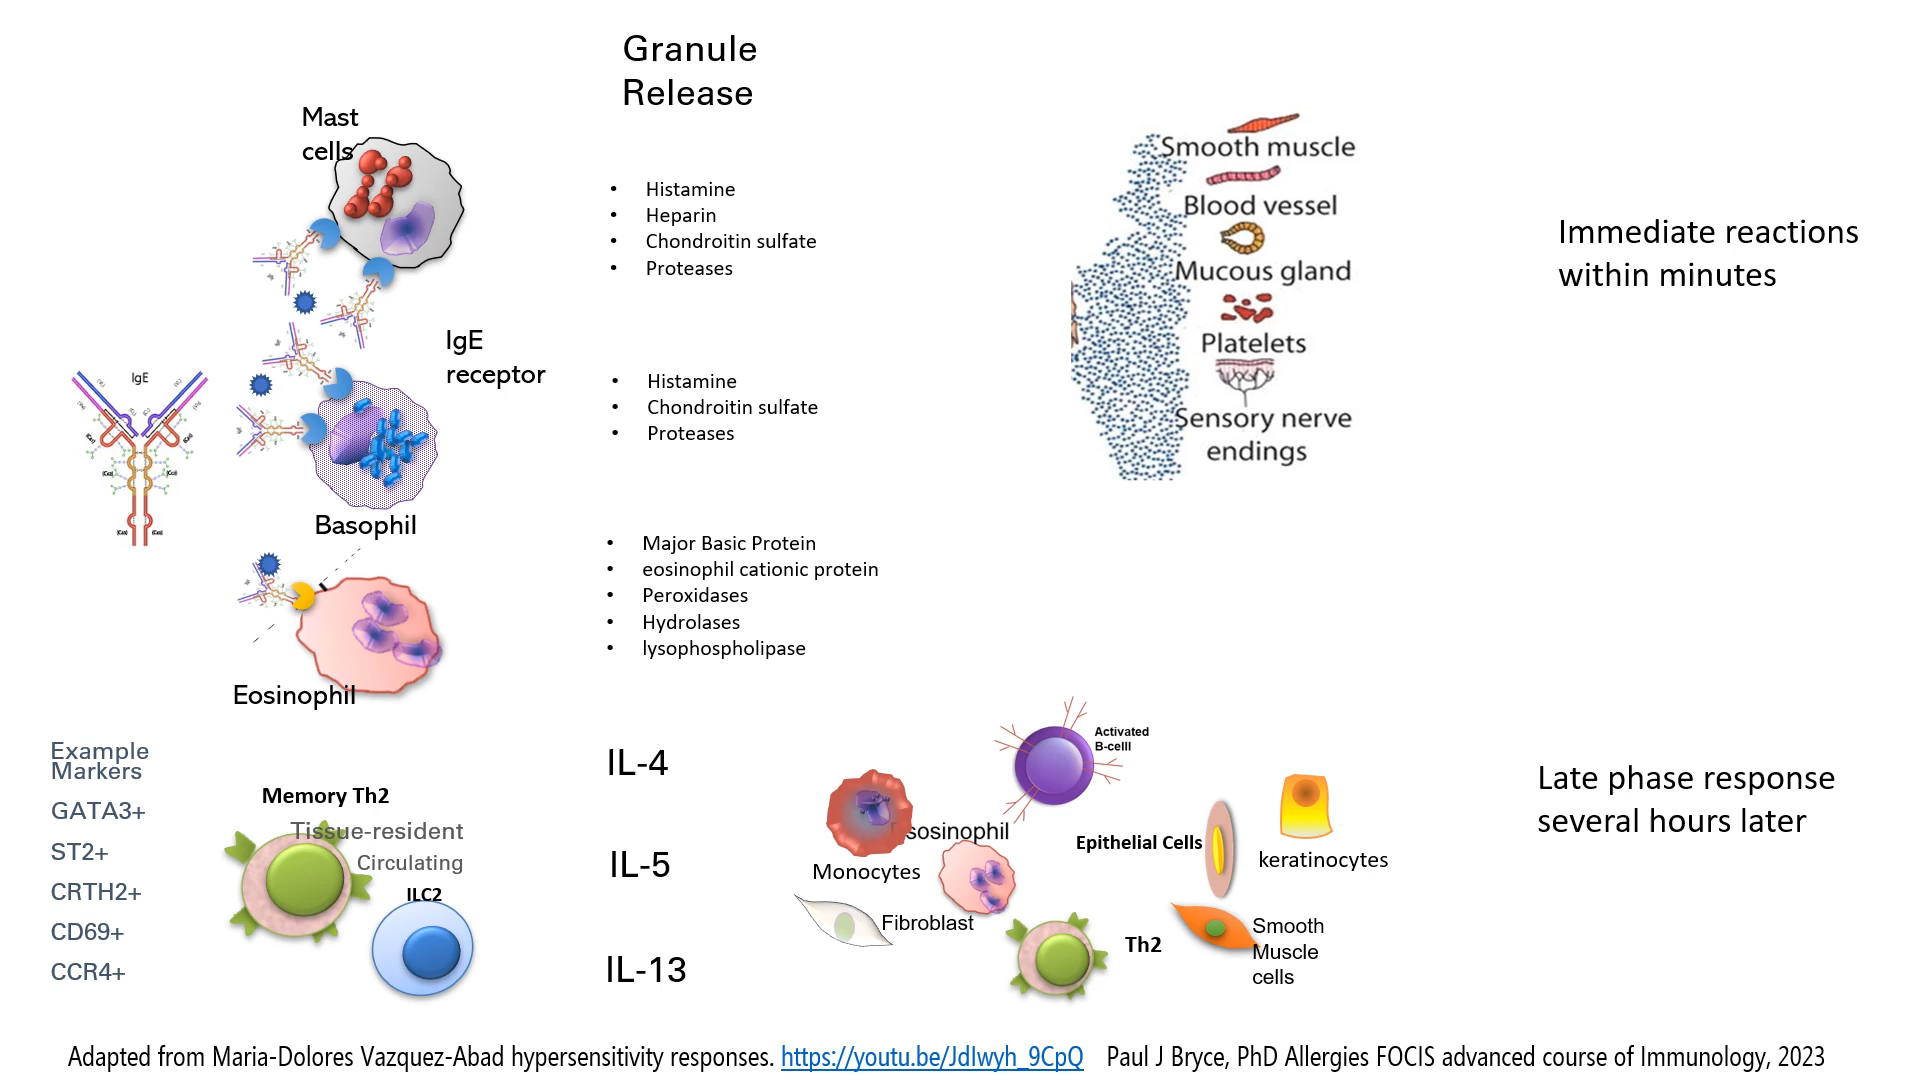 Granule
Release
Mast
cells
• Histamine
• Heparin
• Chondroitin sulfate
• Proteases
Smooth muscle
Blood vessel
Mucous gland
Platelets
Sensory nerve
endings
Immediate reactions
within minutes
IgE
receptor
IgE
• Histamine
• Chondroitin sulfate
• Proteases
Basophil
• Major Basic Protein
• eosinophil cationic protein
• Peroxidases
• Hydrolases
• lysophospholipase
Eosinophil
Example
Markers
GATA3+
ST2+
CRTH2+
CD69+
CCR4+
Memory Th2
Tissue-resident
Circulating
ILC2
IL-4
IL-5
IL-13
Activated
B-celll
sosinophil
Monocytes
Fibroblast
Epithelial Cells
keratinocytes
Th2
Smooth
Muscle
cells
Late phase response
several hours later
Adapted from Maria-Dolores Vazquez-Abad hypersensitivity responses. https://youtu.be/JdIwyh_9CpQ Paul J Bryce, PhD Allergies FOCIS advanced course of Immunology, 2023